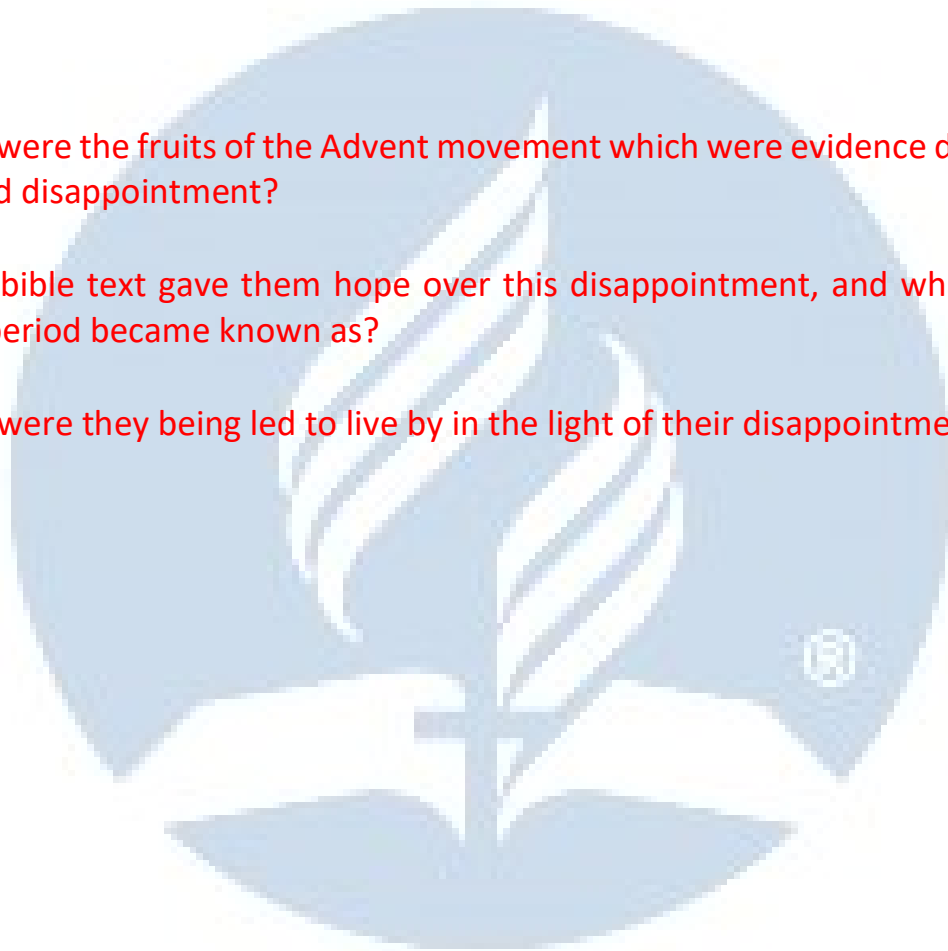 were the fruits of the Advent movement which were evidence d
d disappointment?
bible text gave them hope over this disappointment, and wh
period became known as?
were they being led to live by in the light of their disappointme
®